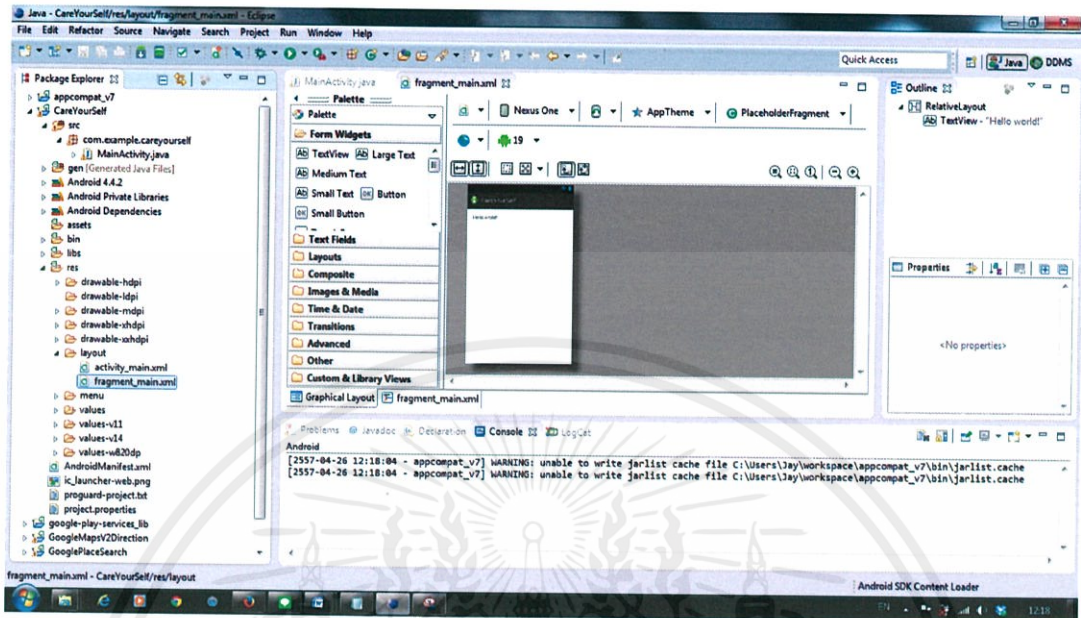 Java - CareYourSelf/res/layout/fragment_main.xml - Eclipse
File Edit Refactor Source Navigate Search Project Run Window Help
Quick Access
Java
DDMS
Package Explorer
appcompat_v7
CareYourSelf
src
com.example.careyourself
MainActivity.java
gen [Generated Java Files]
Android 4.4.2
Android Private Libraries
Android Dependencies
assets
bin
libs
res
drawable-hdpi
drawable-ldpi
drawable-mdpi
drawable-xhdpi
drawable-xxhdpi
layout
activity_main.xml
fragment_main.xml
menu
values
values-v11
values-v14
values-w820dp
AndroidManifest.xml
ic_launcher-web.png
proguard-project.txt
project.properties
google-play-services_lib
GoogleMapsV2Direction
GooglePlaceSearch
MainActivity.java
fragment_main.xml
Palette
Palette
Form Widgets
Ab TextView Ab Large Text
Ab Medium Text
Ab Small Text OK Button
OK Small Button
Text Fields
Layouts
Composite
Images & Media
Time & Date
Transitions
Advanced
Other
Custom & Library Views
Nexus One
AppTheme
PlaceholderFragment
19
Hello world!
Graphical Layout
fragment_main.xml
Outline
RelativeLayout
Ab TextView - "Hello world!"
Properties
<No properties>
Problems @ Javadoc Declaration Console LogCat
Android
[2557-04-26 12:18:04 - appcompat_v7] WARNING: unable to write jarlist cache file C:\Users\Jay\workspace\appcompat_v7\bin\jarlist.cache
[2557-04-26 12:18:04 - appcompat_v7] WARNING: unable to write jarlist cache file C:\Users\Jay\workspace\appcompat_v7\bin\jarlist.cache
fragment_main.xml - CareYourSelf/res/layout
Android SDK Content Loader
EN
12:18